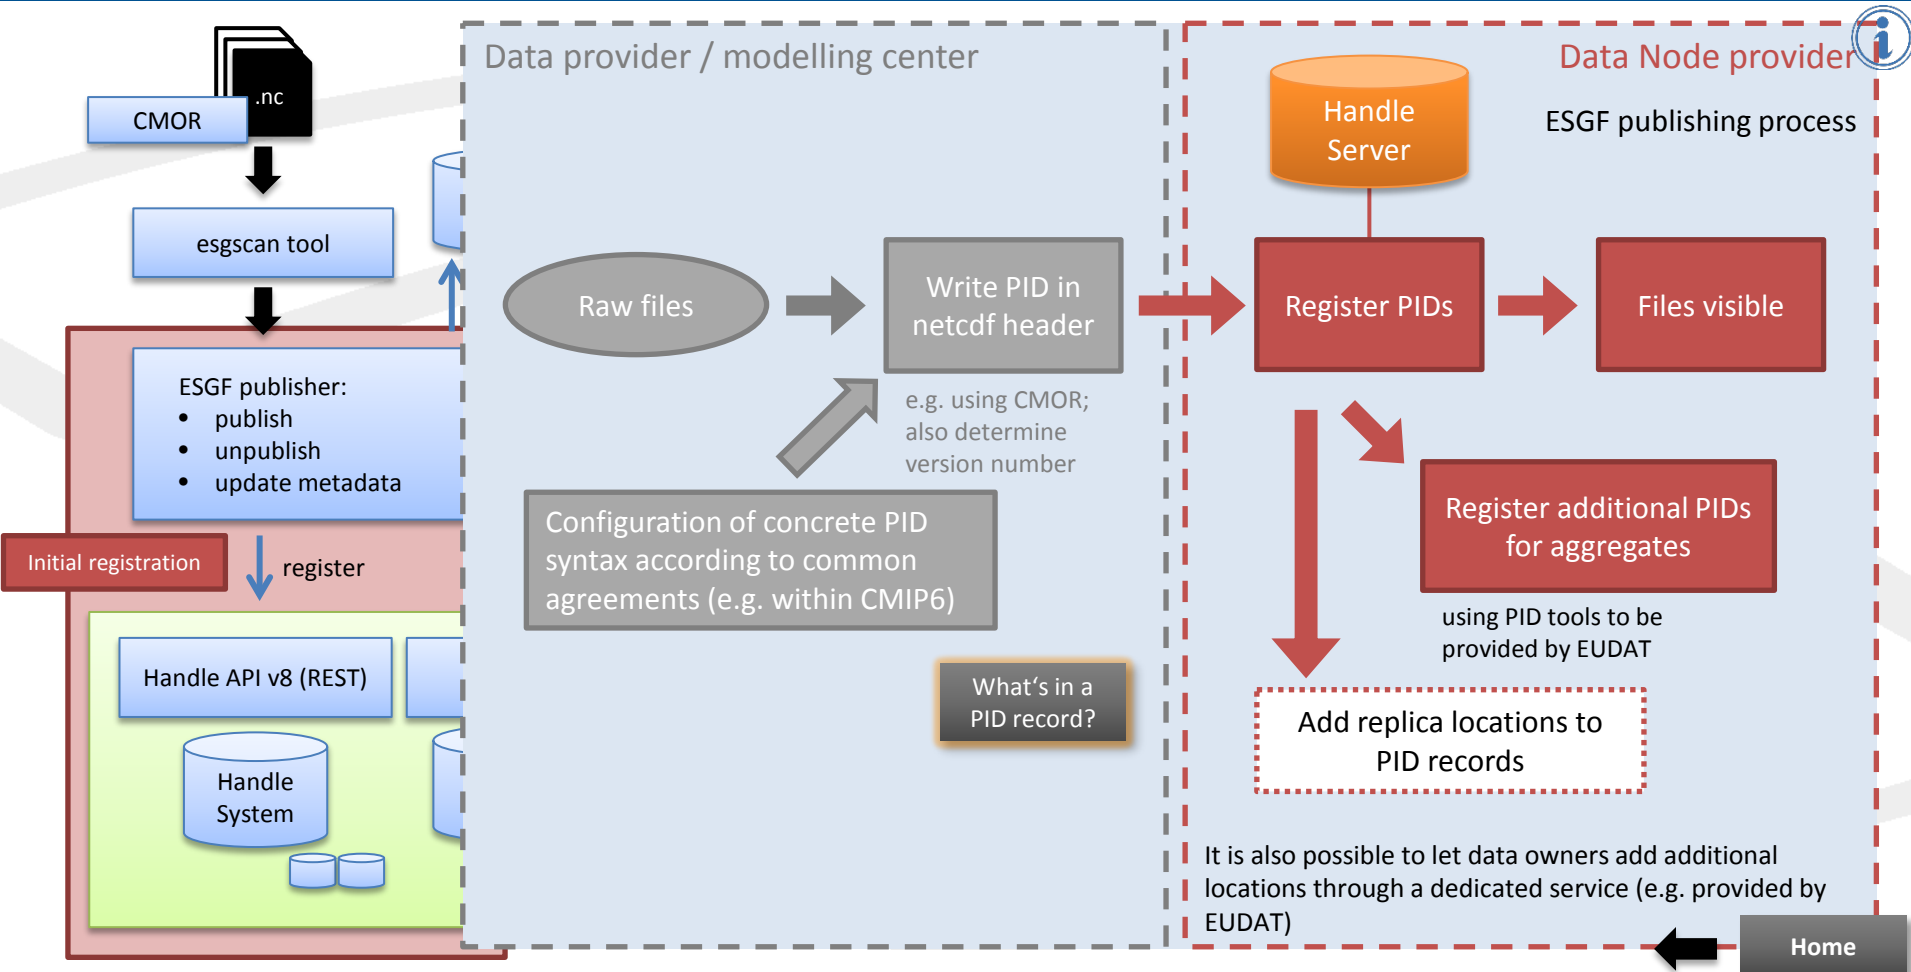 .nc
CMOR
esgscan tool
ESGF publisher:
• publish
• unpublish
• update metadata
Initial registration
register
Handle API v8 (REST)
Handle
System
Data provider / modelling center
Raw files
Write PID in
netcdf header
e.g. using CMOR;
also determine
version number
Configuration of concrete PID
syntax according to common
agreements (e.g. within CMIP6)
What‘s in a
PID record?
Data Node provider
i
ESGF publishing process
Handle
Server
Register PIDs
Files visible
Register additional PIDs
for aggregates
using PID tools to be
provided by EUDAT
Add replica locations to
PID records
It is also possible to let data owners add additional
locations through a dedicated service (e.g. provided by
EUDAT)
Home